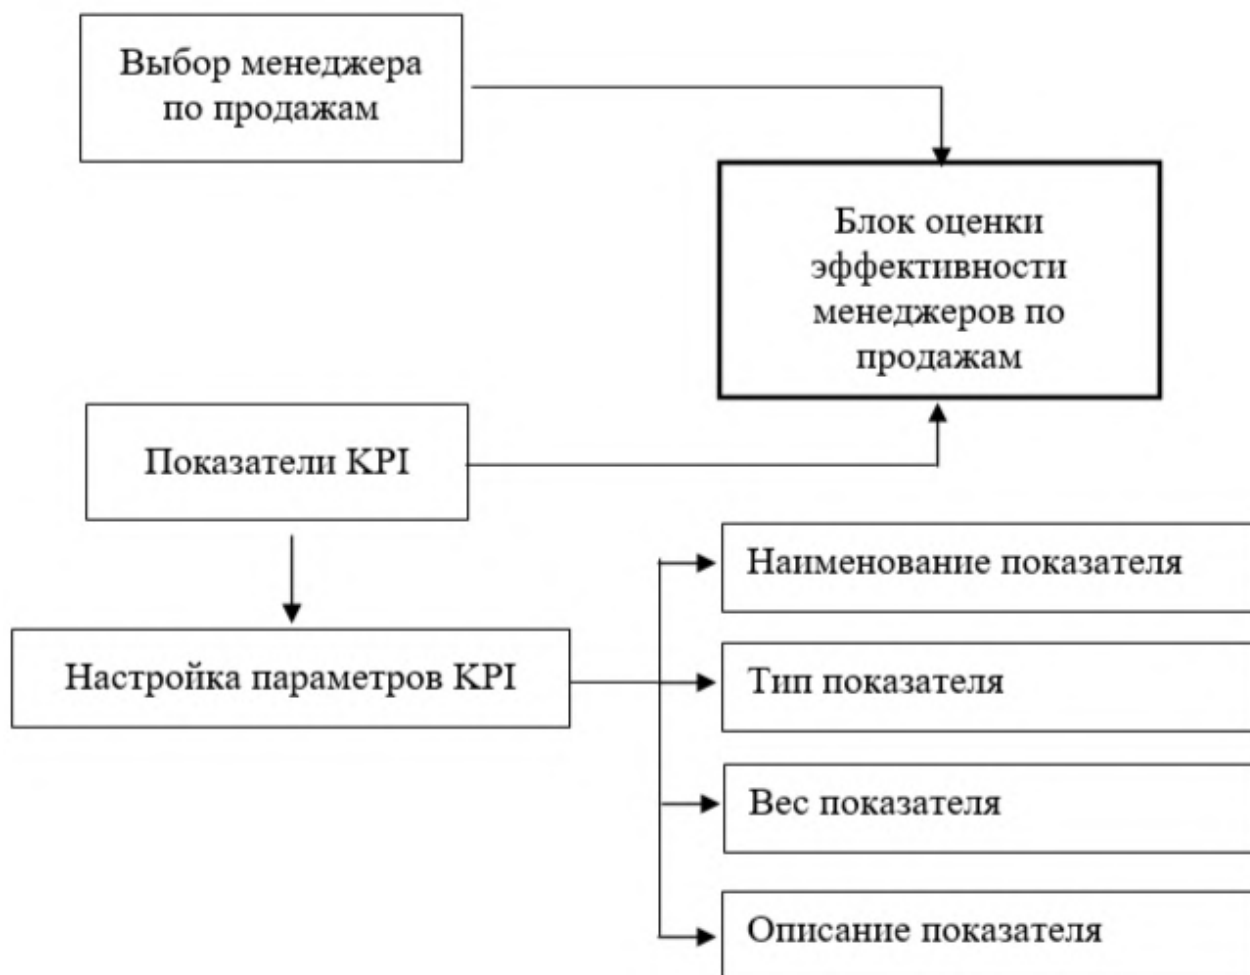 Выбор менеджера
по продажам
Блок оценки
эффективности
менеджеров по
продажам
Показатели KPI
Настройка параметров KPI
Наименование показателя
Тип показателя
Вес показателя
Описание показателя